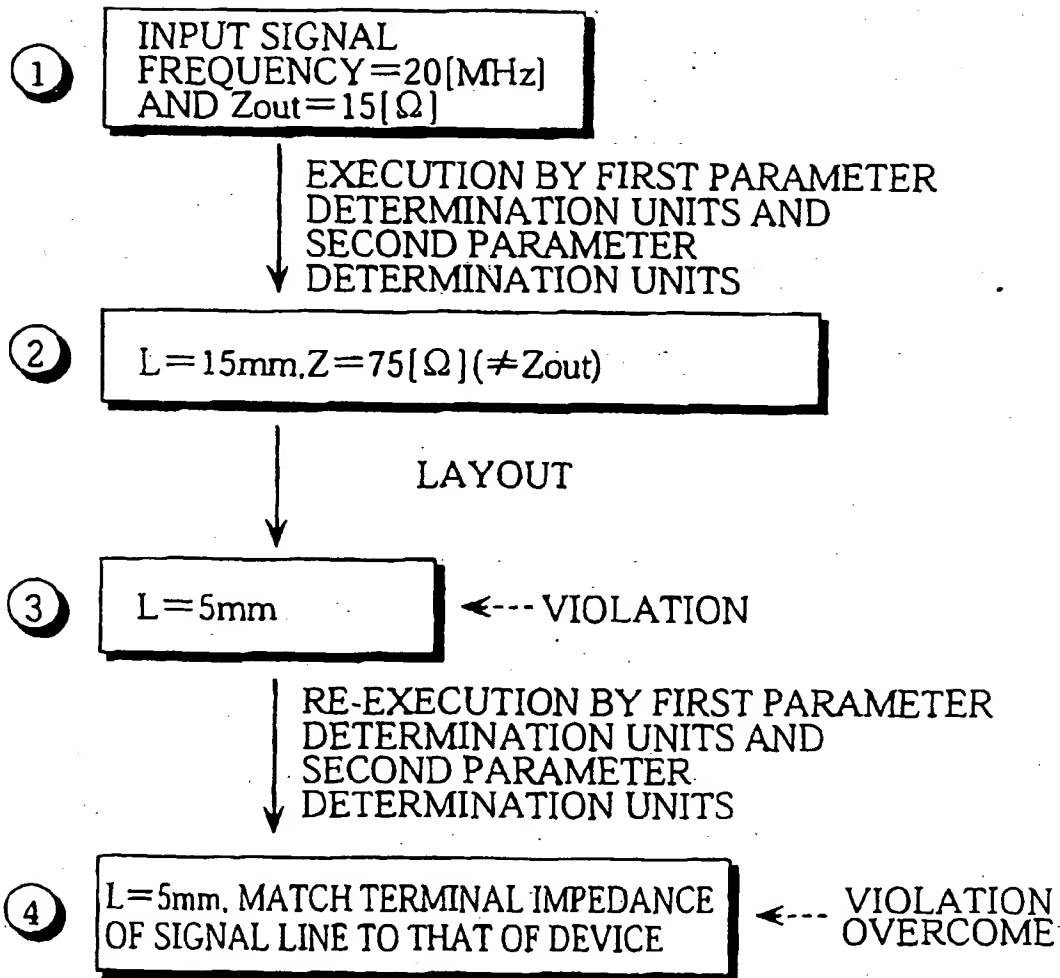 1
INPUT SIGNAL
FREQUENCY=20[MHz]
AND Zout=15[Ω]
EXECUTION BY FIRST PARAMETER
DETERMINATION UNITS AND
SECOND PARAMETER
DETERMINATION UNITS
2
L=15mm,Z=75[Ω](≠Zout)
LAYOUT
3
L=5mm
VIOLATION
RE-EXECUTION BY FIRST PARAMETER
DETERMINATION UNITS AND
SECOND PARAMETER
DETERMINATION UNITS
4
L=5mm, MATCH TERMINAL IMPEDANCE
OF SIGNAL LINE TO THAT OF DEVICE
VIOLATION
OVERCOME